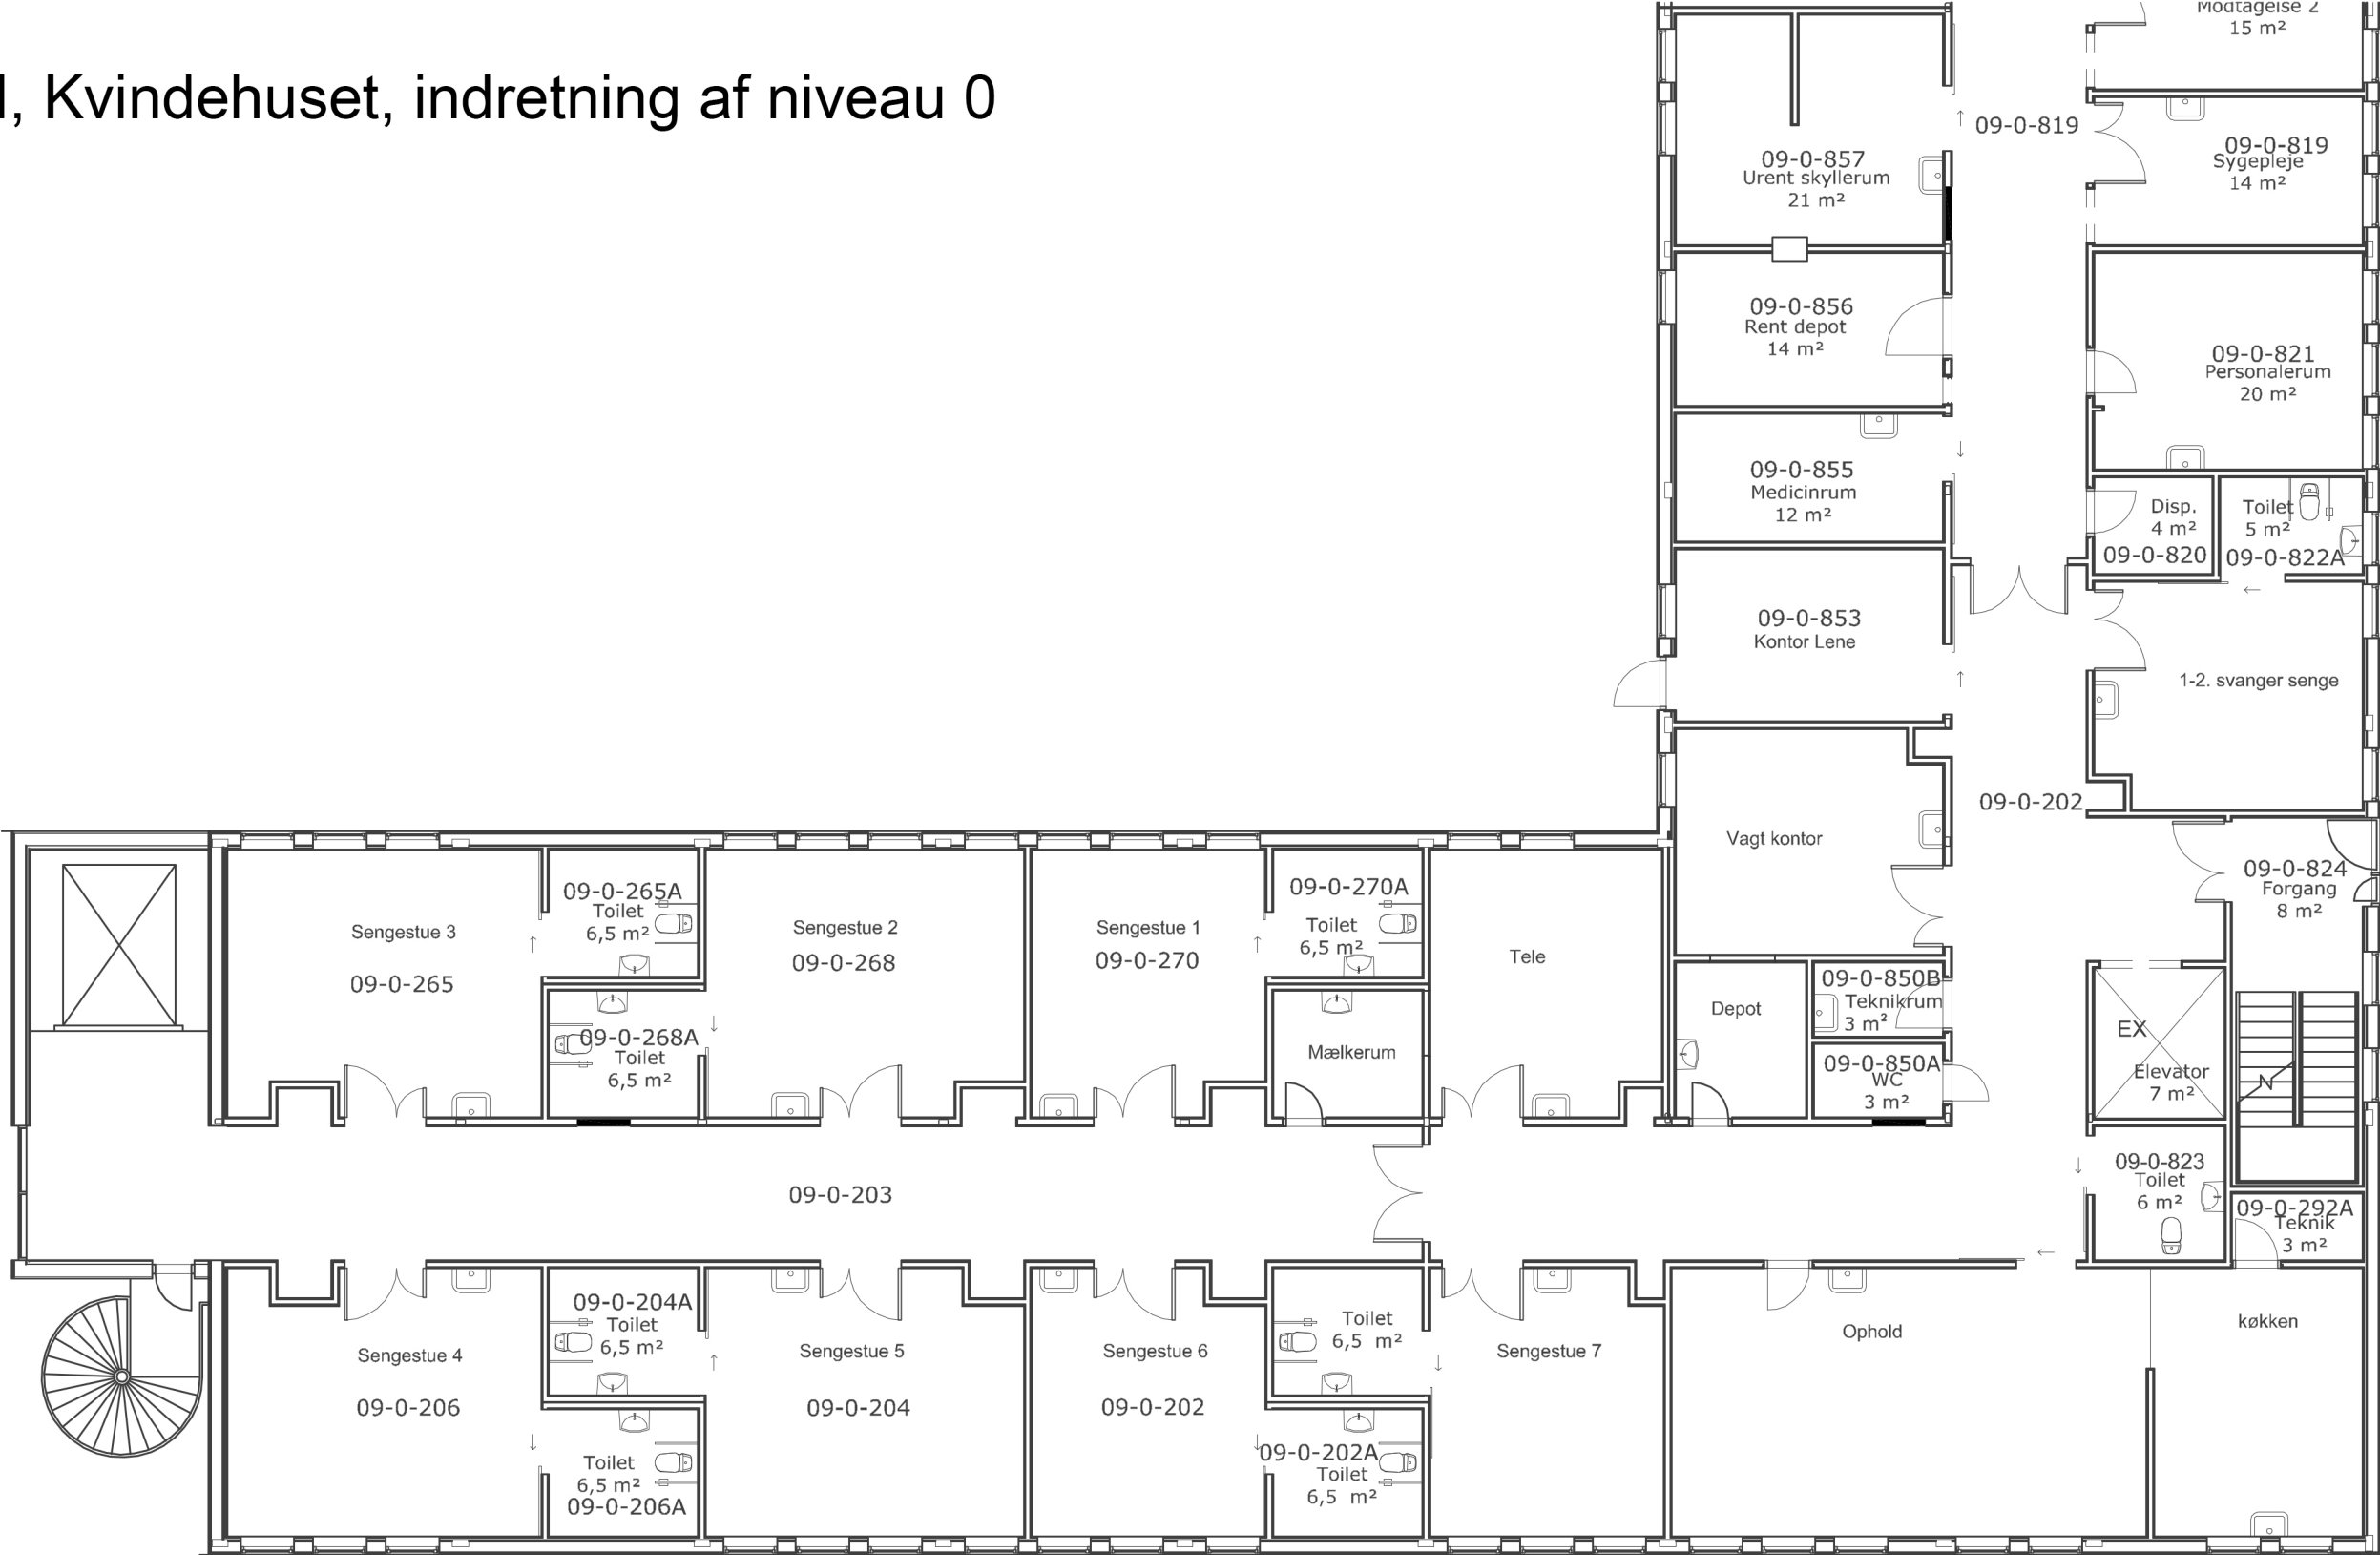 l, Kvindehuset, indretning af niveau 0
Modtagelse 2
15 m²
09-0-819
09-0-819
Sygepleje
14 m²
09-0-857
Urent skyllerum
21 m²
09-0-856
Rent depot
14 m²
09-0-821
Personalerum
20 m²
09-0-855
Medicinrum
12 m²
Disp.
4 m²
09-0-820
Toilet
5 m²
09-0-822A
09-0-853
Kontor Lene
1-2. svanger senge
09-0-202
Vagt kontor
09-0-824
Forgang
8 m²
Sengestue 3
09-0-265
09-0-265A
Toilet
6,5 m²
09-0-268A
Toilet
6,5 m²
Sengestue 2
09-0-268
Sengestue 1
09-0-270
09-0-270A
Toilet
6,5 m²
Mælkerum
Tele
Depot
09-0-850B
Teknikrum
3 m²
09-0-850A
WC
3 m²
EX
Elevator
7 m²
N
09-0-203
09-0-823
Toilet
6 m²
09-0-292A
Teknik
3 m²
Sengestue 4
09-0-206
09-0-204A
Toilet
6,5 m²
Toilet
6,5 m²
09-0-206A
Sengestue 5
09-0-204
Sengestue 6
09-0-202
Toilet
6,5 m²
09-0-202A
Toilet
6,5 m²
Sengestue 7
Ophold
køkken